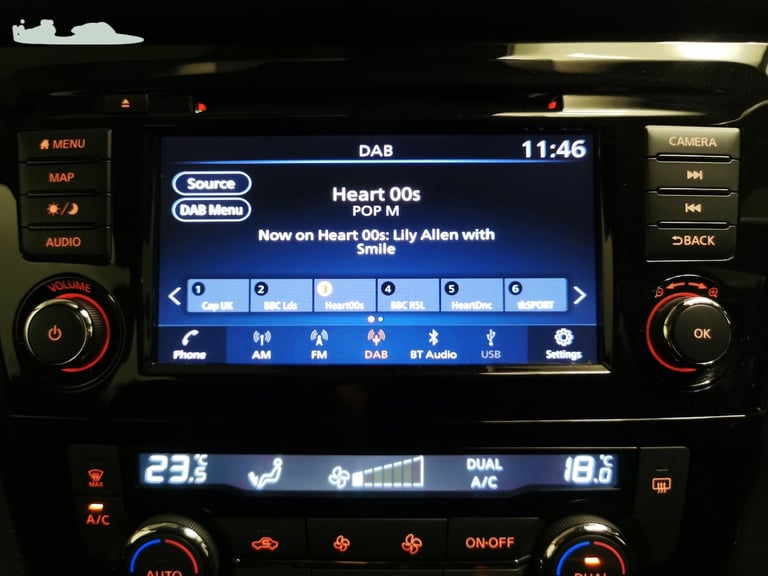 MENU
MAP
AUDIO
VOLUME
DAB
11:46
Source
DAB Menu
Heart 00s
POP M
Now on Heart 00s: Lily Allen with
Smile
1
Cap UK
2
BBC Lds
3
Heart00s
4
BBC R5L
5
HeartDnc
6
tkSPORT
Phone
AM
FM
DAB
BT Audio
USB
Settings
CAMERA
BACK
OK
MAX
A/C
23.5°C
DUAL
A/C
18.0°C
AUTO
ON·OFF
DUAL